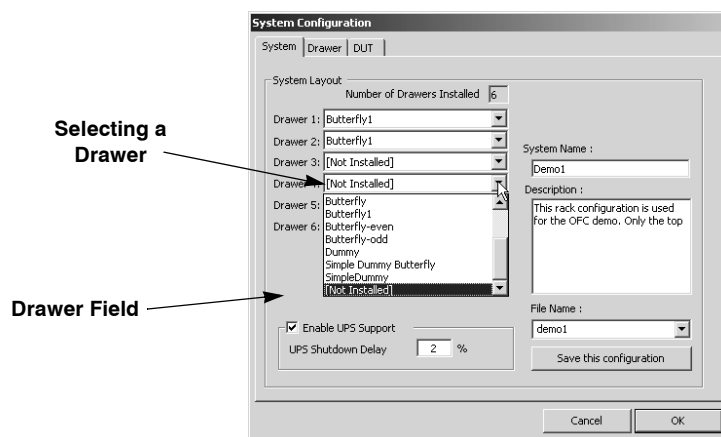 System Configuration
System Drawer DUT
System Layout
Number of Drawers Installed 6
Drawer 1: Butterfly1
Drawer 2: Butterfly1
Drawer 3: [Not Installed]
[Not Installed]
Drawer 5:
Drawer 6:
Butterfly
Butterfly1
Butterfly-even
Butterfly-odd
Dummy
Simple Dummy Butterfly
SimpleDummy
[Not Installed]
Enable UPS Support
UPS Shutdown Delay 2 %
System Name :
Demo1
Description :
This rack configuration is used
for the OFC demo. Only the top
File Name :
demo1
Save this configuration
Cancel OK
Selecting a
Drawer
Drawer Field